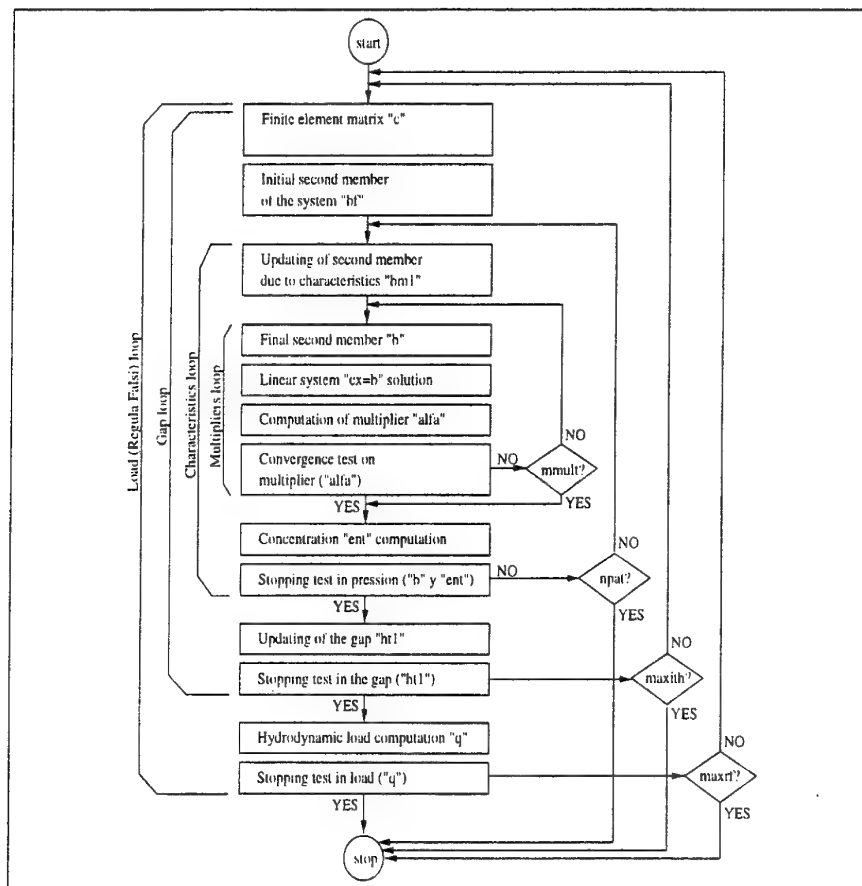 start
Finite element matrix "c"
Initial second member
of the system "bf"
Updating of second member
due to characteristics "bm1"
Final second member "b"
Linear system "cx=b" solution
Computation of multiplier "alfa"
Convergence test on
multiplier ("alfa")
NO
mmult?
NO
YES
YES
Concentration "ent" computation
Stopping test in pression ("b" y "ent")
NO
npat?
NO
YES
YES
Updating of the gap "ht1"
Stopping test in the gap ("ht1")
maxith?
NO
YES
YES
Hydrodynamic load computation "q"
Stopping test in load ("q")
maxrf?
NO
YES
YES
stop
Load (Regula Falsi) loop
Gap loop
Characteristics loop
Multipliers loop